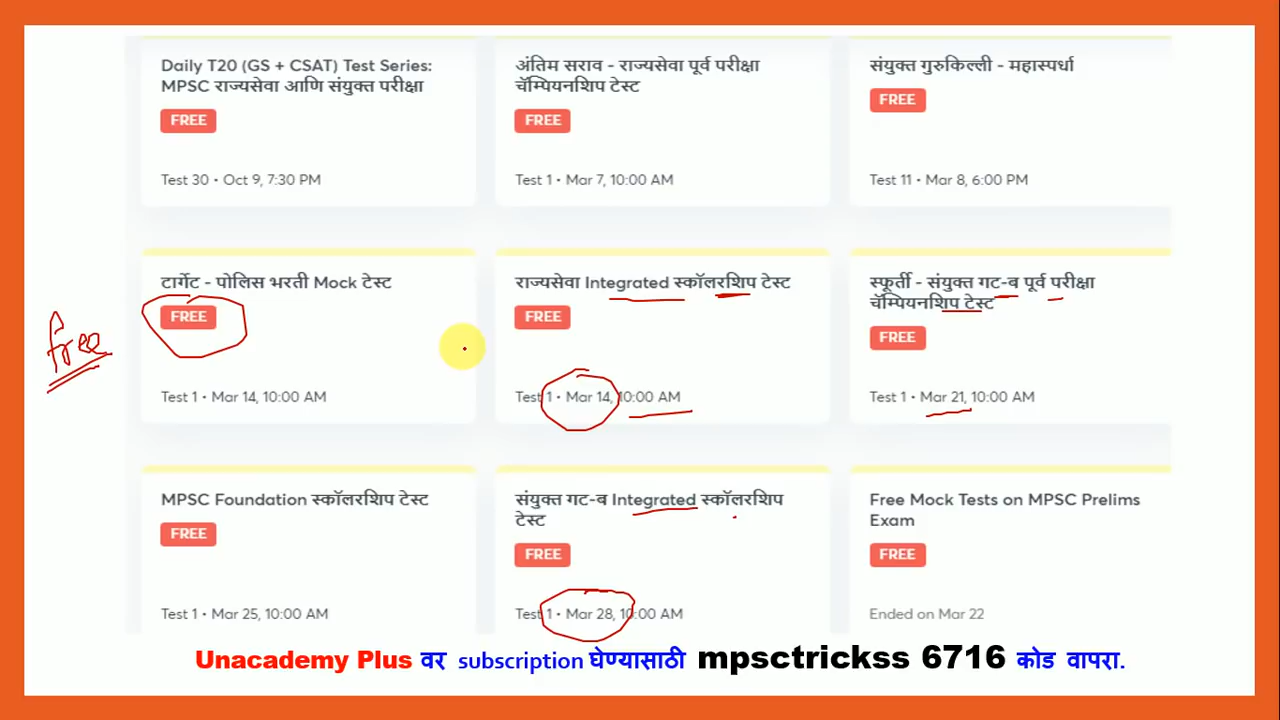 Daily T20 (GS + CSAT) Test Series:
MPSC राज्यसेवा आणि संयुक्त परीक्षा
FREE
Test 30 • Oct 9, 7:30 PM
अंतिम सराव - राज्यसेवा पूर्व परीक्षा
चॅम्पियनशिप टेस्ट
FREE
Test 1 • Mar 7, 10:00 AM
संयुक्त गुरुकिल्ली - महास्पर्धा
FREE
Test 11 • Mar 8, 6:00 PM
free
टार्गेट - पोलिस भरती Mock टेस्ट
FREE
Test 1 • Mar 14, 10:00 AM
राज्यसेवा Integrated स्कॉलरशिप टेस्ट
FREE
Test 1 • Mar 14, 10:00 AM
स्फूर्ती - संयुक्त गट-ब पूर्व परीक्षा
चॅम्पियनशिप टेस्ट
FREE
Test 1 • Mar 21, 10:00 AM
MPSC Foundation स्कॉलरशिप टेस्ट
FREE
Test 1 • Mar 25, 10:00 AM
संयुक्त गट-ब Integrated स्कॉलरशिप
टेस्ट
FREE
Test 1 • Mar 28, 10:00 AM
Free Mock Tests on MPSC Prelims
Exam
FREE
Ended on Mar 22
Unacademy Plus वर subscription घेण्यासाठी mpsctrickss 6716 कोड वापरा.